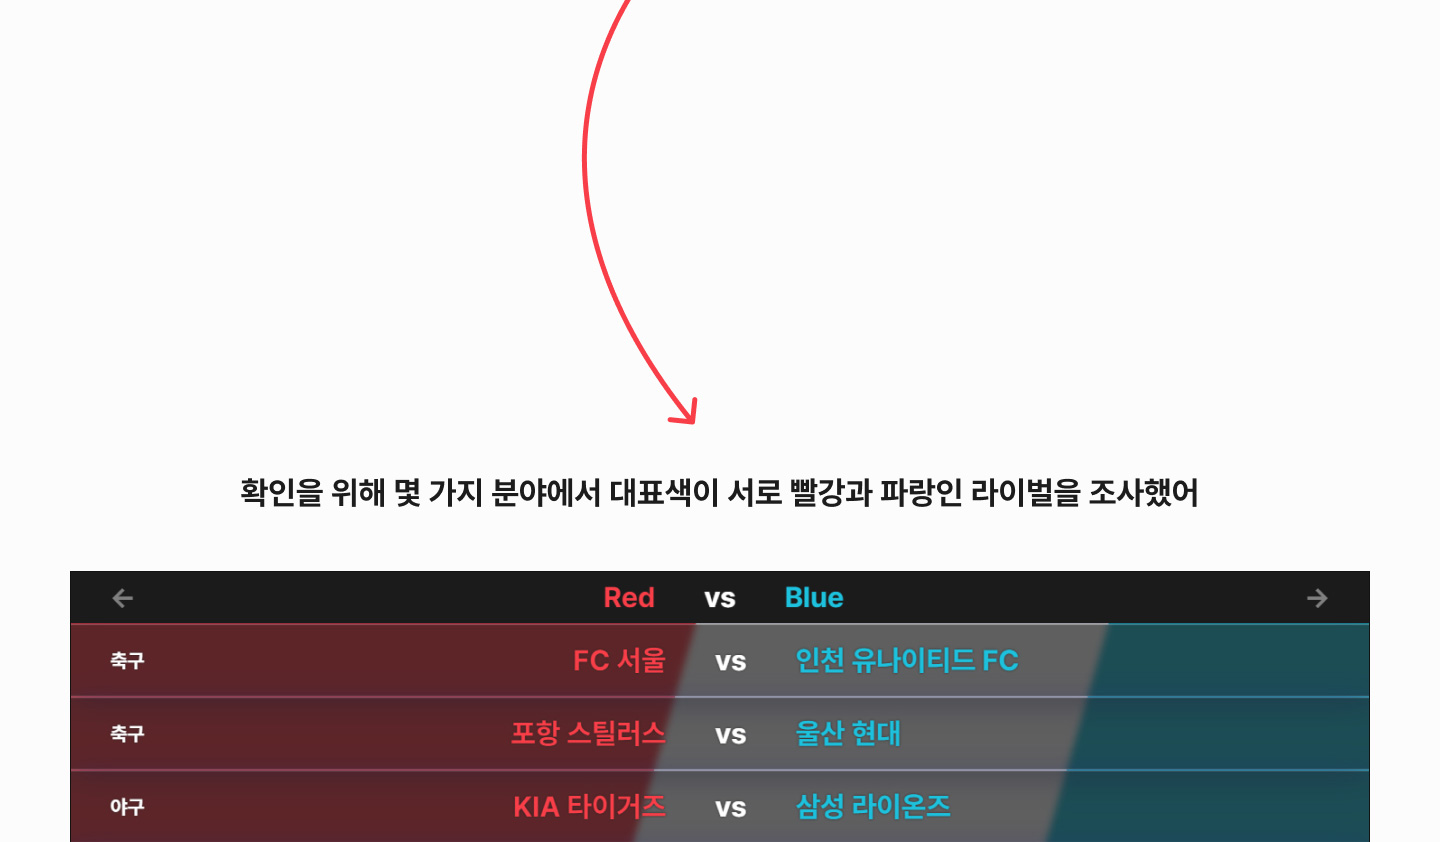 확인을 위해 몇 가지 분야에서 대표색이 서로 빨강과 파랑인 라이벌을 조사했어
← Red vs Blue →
축구 FC 서울 vs 인천 유나이티드 FC
축구 포항 스틸러스 vs 울산 현대
야구 KIA 타이거즈 vs 삼성 라이온즈